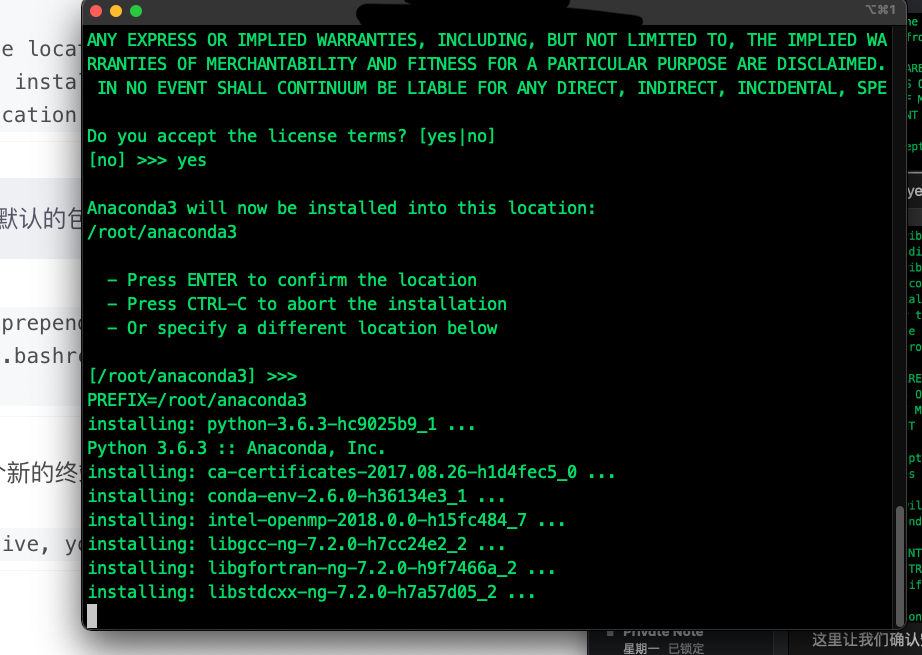 ⌥⌘1
ANY EXPRESS OR IMPLIED WARRANTIES, INCLUDING, BUT NOT LIMITED TO, THE IMPLIED WA
RRANTIES OF MERCHANTABILITY AND FITNESS FOR A PARTICULAR PURPOSE ARE DISCLAIMED.
IN NO EVENT SHALL CONTINUUM BE LIABLE FOR ANY DIRECT, INDIRECT, INCIDENTAL, SPE
Do you accept the license terms? [yes|no]
[no] >>> yes
Anaconda3 will now be installed into this location:
/root/anaconda3
- Press ENTER to confirm the location
- Press CTRL-C to abort the installation
- Or specify a different location below
[/root/anaconda3] >>>
PREFIX=/root/anaconda3
installing: python-3.6.3-hc9025b9_1 ...
Python 3.6.3 :: Anaconda, Inc.
installing: ca-certificates-2017.08.26-h1d4fec5_0 ...
installing: conda-env-2.6.0-h36134e3_1 ...
installing: intel-openmp-2018.0.0-h15fc484_7 ...
installing: libgcc-ng-7.2.0-h7cc24e2_2 ...
installing: libgfortran-ng-7.2.0-h9f7466a_2 ...
installing: libstdcxx-ng-7.2.0-h7a57d05_2 ...
e loca
insta
cation
默认的
prepen
.bashr
新的终
ive, yo
Private Note
星期一 已锁定
这里让我们确认